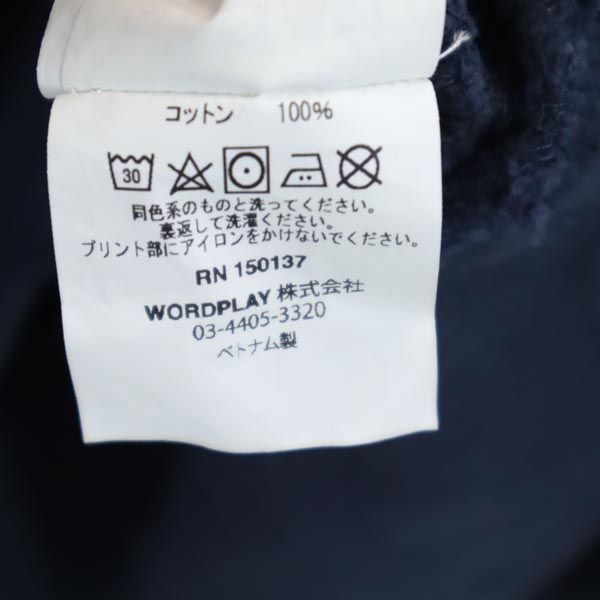 コットン 100%
30
同色系のものと洗ってください。
裏返して洗濯ください。
プリント部にアイロンをかけないでください。
RN 150137
WORDPLAY 株式会社
03-4405-3320
ベトナム製